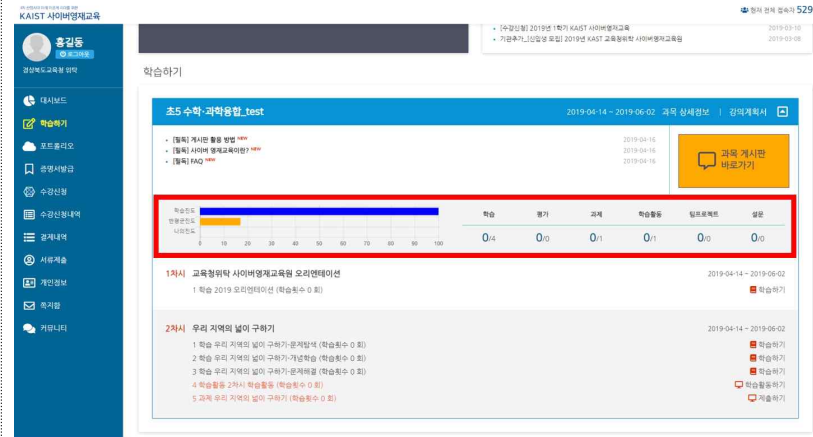 KAIST 사이버영재교육
현재 전체 접속자 529
홍길동
로그아웃
경상북도교육청 위탁
대시보드
학습하기
포트폴리오
증명서발급
수강신청
수강신청내역
결제내역
서류제출
개인정보
쪽지함
커뮤니티
[수강신청] 2019년 1학기 KAIST 사이버영재교육 2019-03-10
기관추가_[신입생 모집] 2019년 KAIST 교육청위탁 사이버영재교육원 2019-03-08
학습하기
초5 수학·과학융합_test
2019-04-14 ~ 2019-06-02 과목 상세정보 | 강의계획서
[필독] 게시판 활용 방법 NEW 2019-04-16
[필독] 사이버 영재교육이란? NEW 2019-04-16
[필독] FAQ NEW 2019-04-16
과목 게시판
바로가기
학습진도
반평균진도
나의진도
0 10 20 30 40 50 60 70 80 90 100
학습 평가 과제 학습활동 팀프로젝트 설문
0/4 0/0 0/1 0/1 0/0 0/0
1차시 교육청위탁 사이버영재교육원 오리엔테이션 2019-04-14 ~ 2019-06-02
1 학습 2019 오리엔테이션 (학습횟수 0 회) 학습하기
2차시 우리 지역의 넓이 구하기 2019-04-14 ~ 2019-06-02
1 학습 우리 지역의 넓이 구하기-문제탐색 (학습횟수 0 회) 학습하기
2 학습 우리 지역의 넓이 구하기-개념학습 (학습횟수 0 회) 학습하기
3 학습 우리 지역의 넓이 구하기-문제해결 (학습횟수 0 회) 학습하기
4 학습활동 2차시 학습활동 (학습횟수 0 회) 학습활동하기
5 과제 우리 지역의 넓이 구하기 (학습횟수 0 회) 제출하기